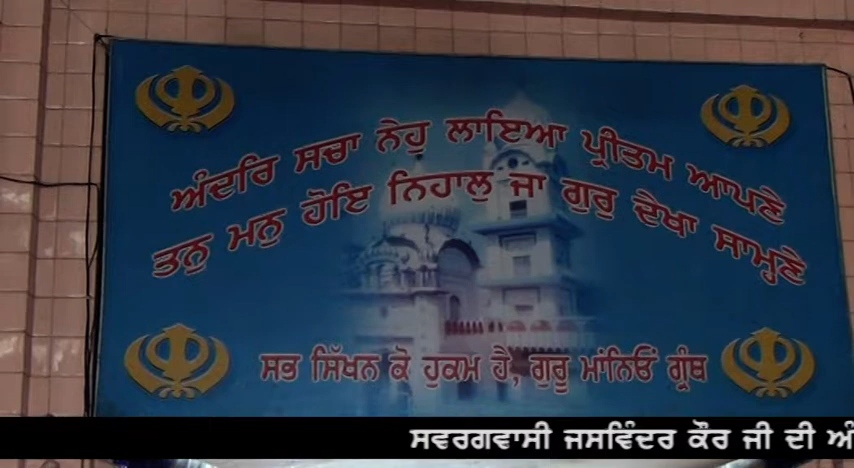 ਅੰਦਰਿ ਸਚਾ ਨੇਹੁ ਲਾਇਆ ਪ੍ਰੀਤਮ ਆਪਣੇ
ਤਨੁ ਮਨੁ ਹੋਇ ਨਿਹਾਲੁ ਜਾ ਗੁਰੁ ਦੇਖਾ ਸਾਮ੍ਹਣੇ
ਸਭ ਸਿੱਖਨ ਕੋ ਹੁਕਮ ਹੈ, ਗੁਰੂ ਮਾਂਨਿਓਂ ਗ੍ਰੰਥ
ਸਵਰਗਵਾਸੀ ਜਸਵਿੰਦਰ ਕੌਰ ਜੀ ਦੀ